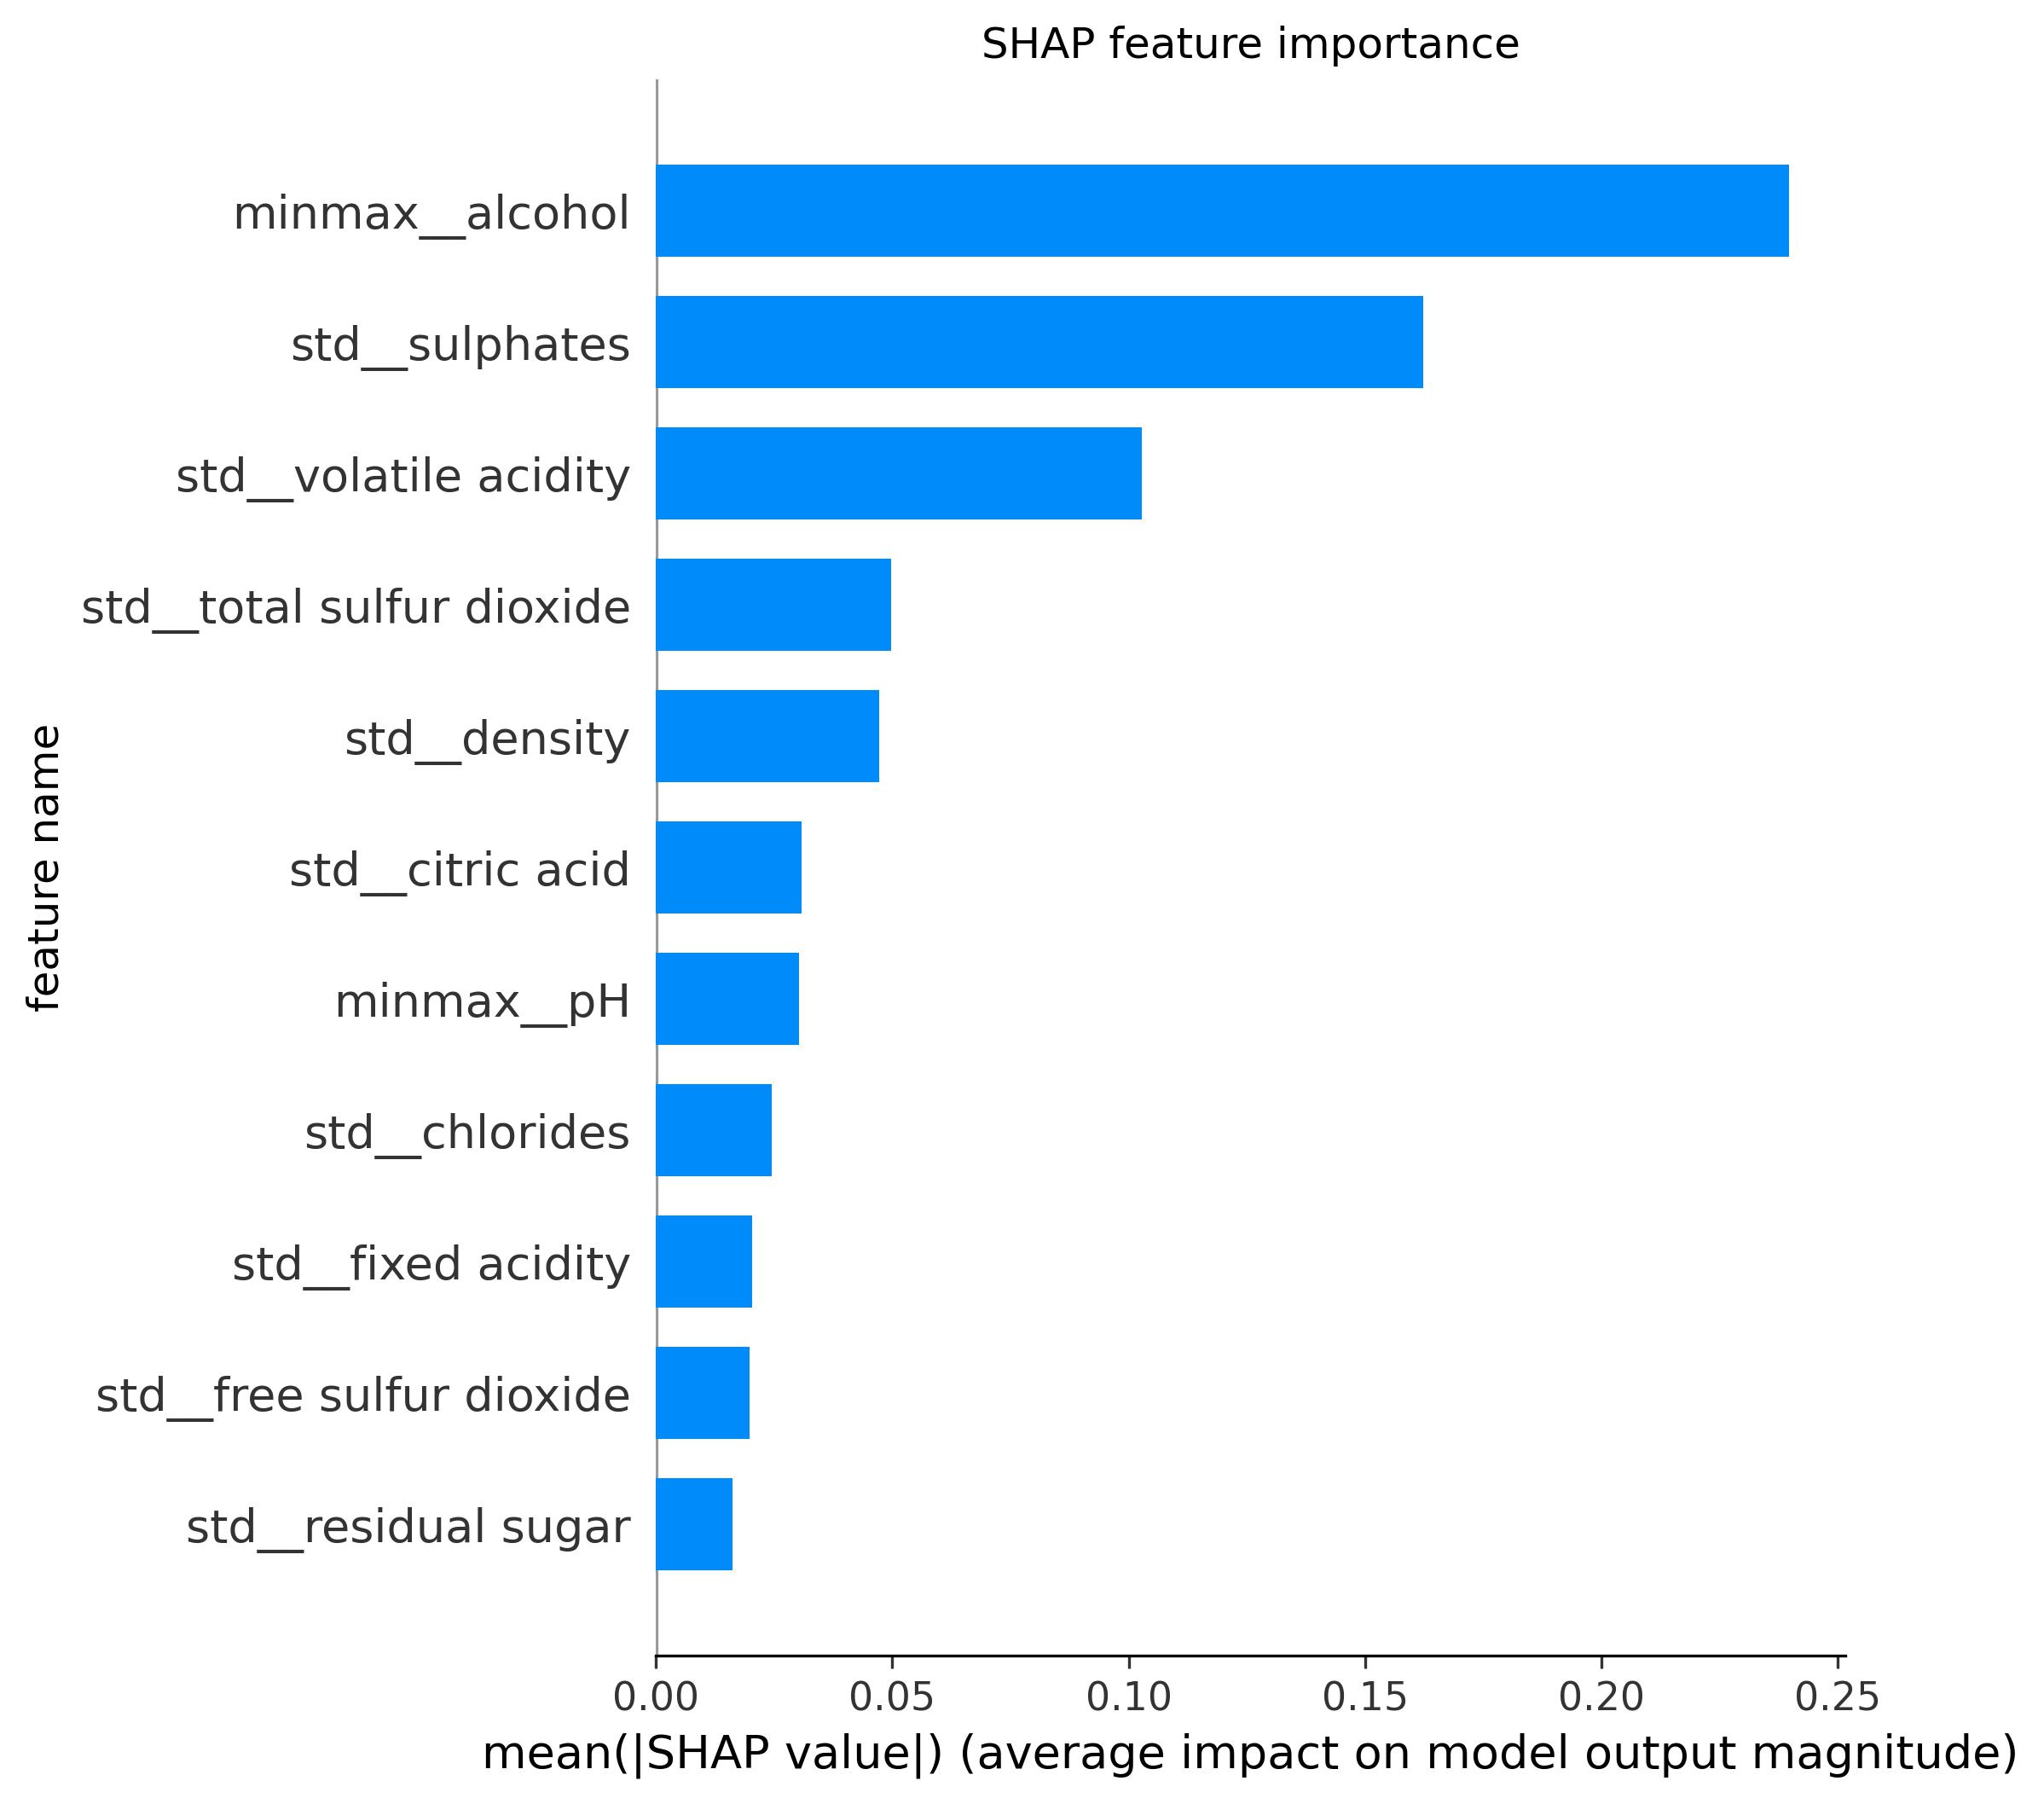 SHAP feature importance
minmax__alcohol
std__sulphates
std__volatile acidity
std__total sulfur dioxide
std__density
std__citric acid
minmax__pH
std__chlorides
std__fixed acidity
std__free sulfur dioxide
std__residual sugar
feature name
0.00 0.05 0.10 0.15 0.20 0.25
mean(|SHAP value|) (average impact on model output magnitude)